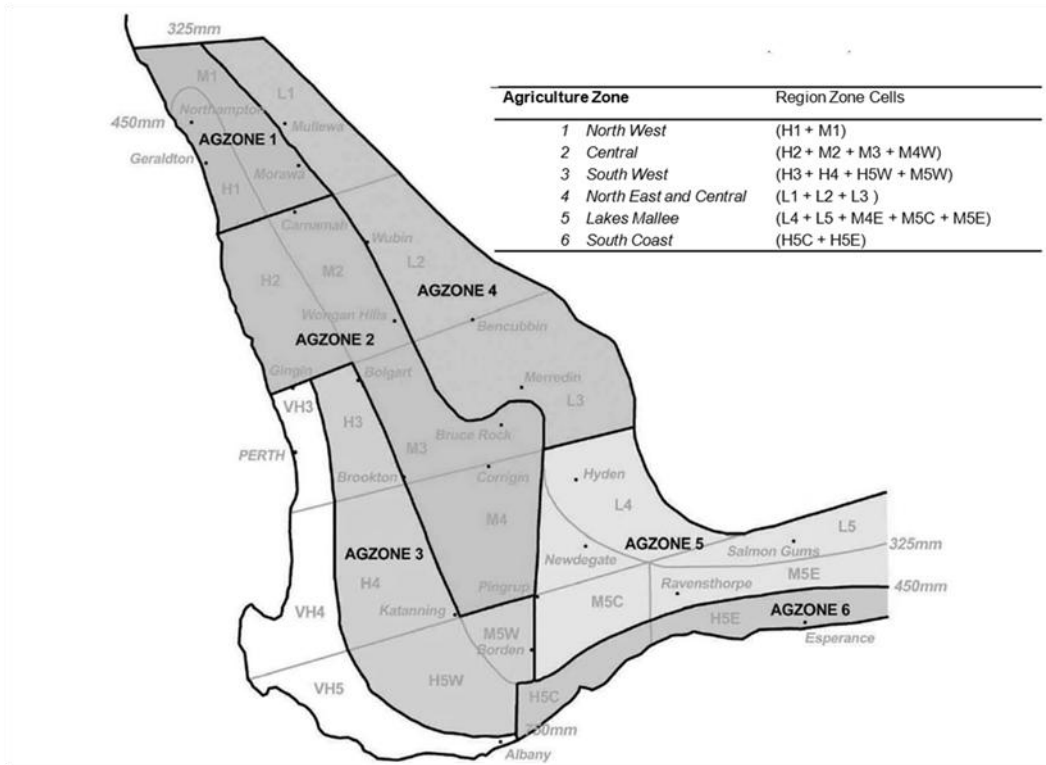 325mm
M1
L1
Northampton
450mm
Mullewa
AGZONE 1
Geraldton
Morawa
H1
Carnamah
Wubin
L2
M2
H2
AGZONE 4
Wongan Hills
Bencubbin
AGZONE 2
Gingin
Bolgart
Merredin
VH3
L3
H3
Bruce Rock
M3
PERTH
Brookton
Corrigin
Hyden
L4
M4
L5
AGZONE 3
Newdegate
AGZONE 5
Salmon Gums
325mm
H4
M5E
Pingrup
Ravensthorpe
450mm
VH4
Katanning
M5C
AGZONE 6
H5E
M5W
Esperance
Borden
H5W
VH5
H5C
750mm
Albany
Agriculture Zone Region Zone Cells
1 North West (H1 + M1)
2 Central (H2 + M2 + M3 + M4W)
3 South West (H3 + H4 + H5W + M5W)
4 North East and Central (L1 + L2 + L3 )
5 Lakes Mallee (L4 + L5 + M4E + M5C + M5E)
6 South Coast (H5C + H5E)